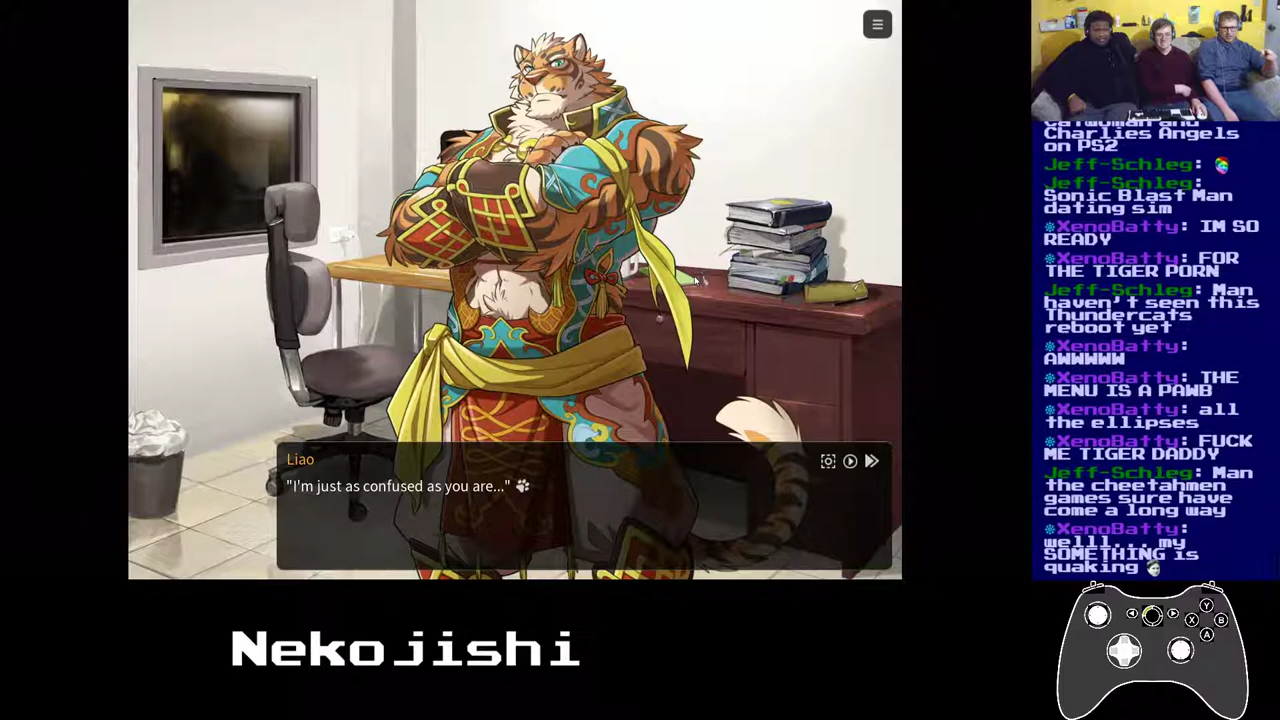 Liao
"I'm just as confused as you are..."
Nekojishi
Catwoman and
Charlies Angels
on PS2
Jeff-Schleg:
Jeff-Schleg:
Sonic Blast Man
dating sim
XenoBatty: IM SO
READY
XenoBatty: FOR
THE TIGER PORN
Jeff-Schleg: Man
haven't seen this
Thundercats
reboot yet
XenoBatty:
AWWWWW
XenoBatty: THE
MENU IS A PAWB
XenoBatty: all
the ellipses
XenoBatty: FUCK
ME TIGER DADDY
Jeff-Schleg: Man
the cheetahmen
games sure have
come a long way
XenoBatty:
welll... my
SOMETHING is
quaking
Y
X B
A